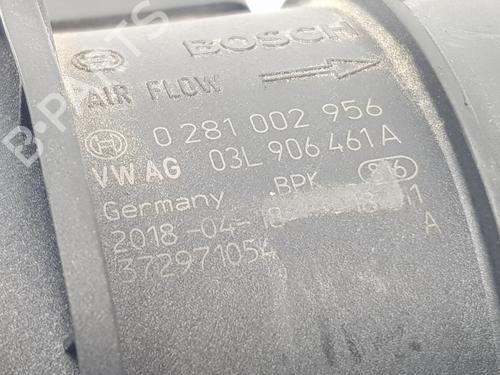 BOSCH
AIR FLOW
0 281 002 956
VW AG 03L 906 461 A
Germany .BPK 816
2018-04-18 11
372971054 A
B-PARTS